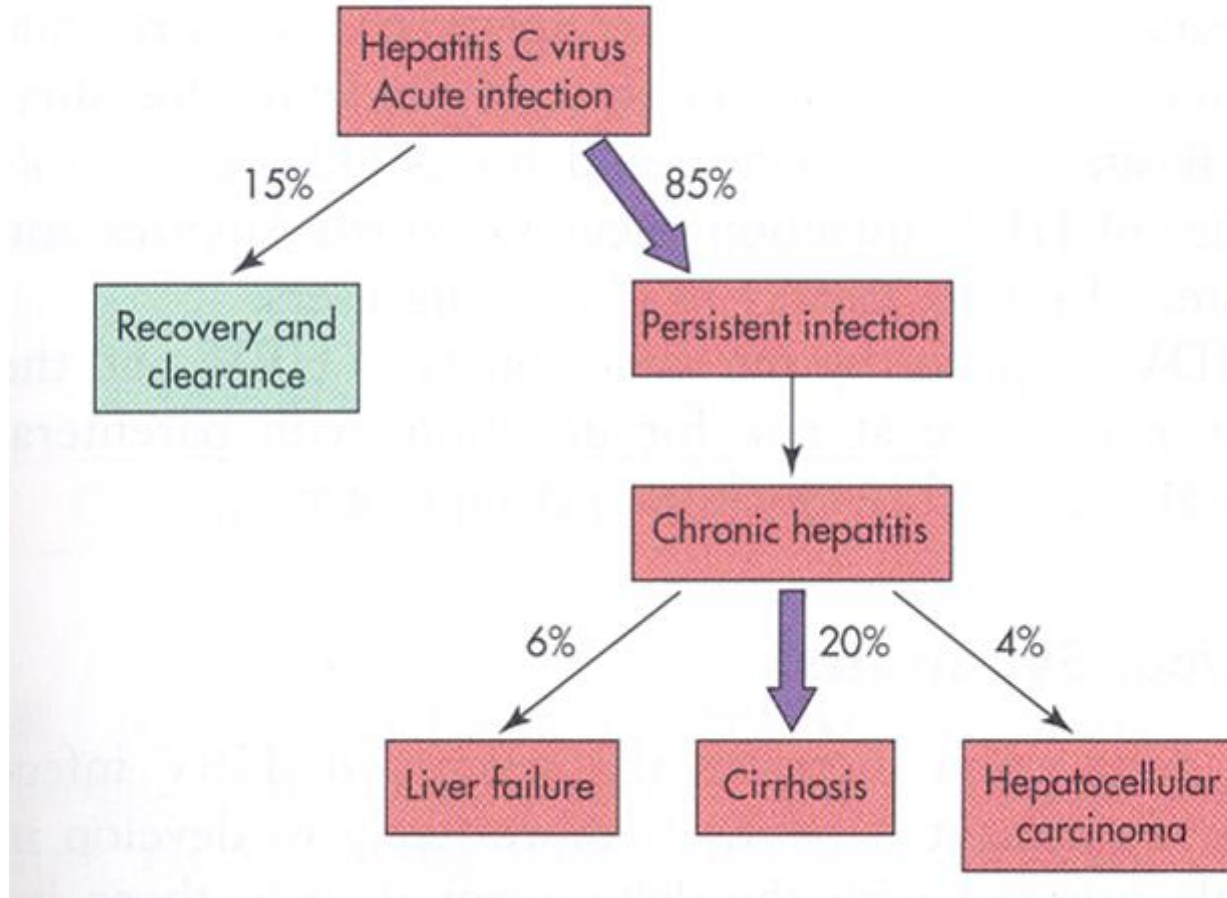 Hepatitis C virus
Acute infection
15%
85%
Recovery and
clearance
Persistent infection
Chronic hepatitis
6%
20%
4%
Liver failure
Cirrhosis
Hepatocellular
carcinoma